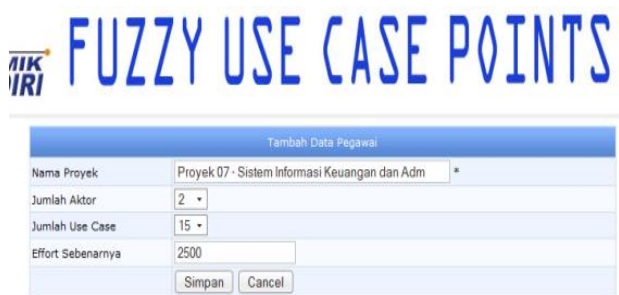 FUZZY USE CASE POINTS
Tambah Data Pegawai
Nama Proyek Proyek 07 - Sistem Informasi Keuangan dan Adm *
Jumlah Aktor 2
Jumlah Use Case 15
Effort Sebenarnya 2500
Simpan Cancel